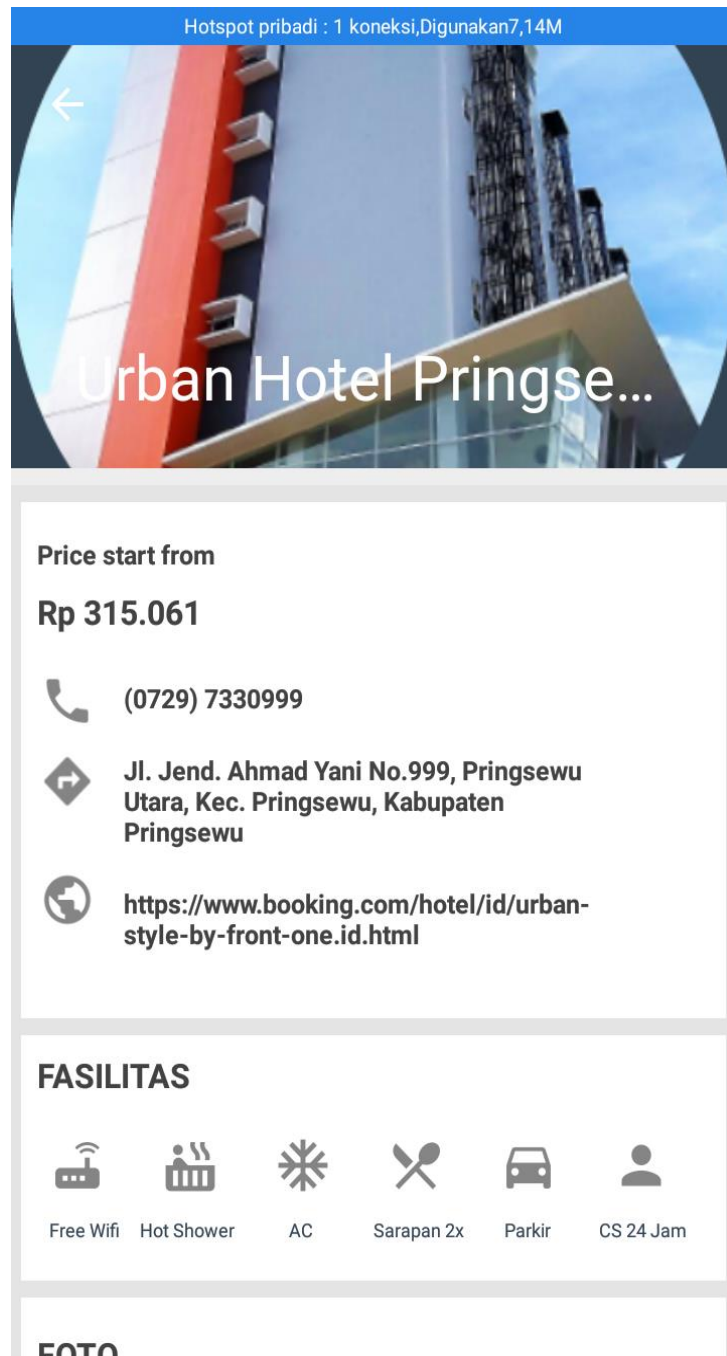 Hotspot pribadi : 1 koneksi,Digunakan7,14M
Urban Hotel Pringse...
Price start from
Rp 315.061
(0729) 7330999
Jl. Jend. Ahmad Yani No.999, Pringsewu
Utara, Kec. Pringsewu, Kabupaten
Pringsewu
https://www.booking.com/hotel/id/urban-
style-by-front-one.id.html
FASILITAS
Free Wifi Hot Shower AC Sarapan 2x Parkir CS 24 Jam
FOTO